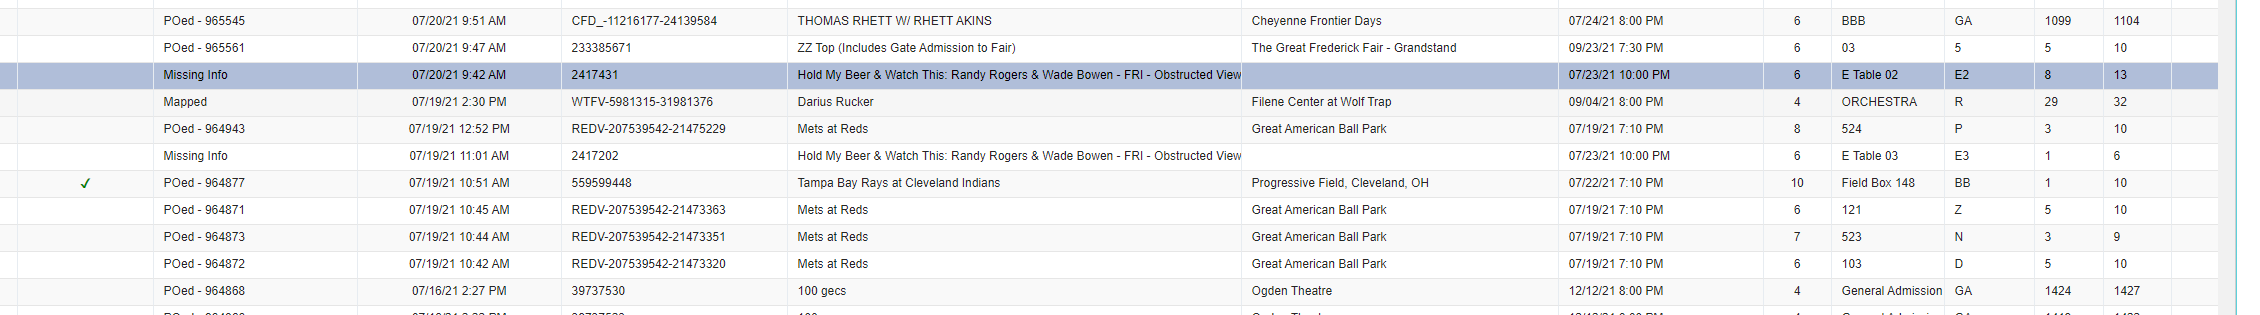 POed - 965545 07/20/21 9:51 AM CFD_-11216177-24139584 THOMAS RHETT W/ RHETT AKINS Cheyenne Frontier Days 07/24/21 8:00 PM 6 BBB GA 1099 1104
POed - 965561 07/20/21 9:47 AM 233385671 ZZ Top (Includes Gate Admission to Fair) The Great Frederick Fair - Grandstand 09/23/21 7:30 PM 6 03 5 5 10
Missing Info 07/20/21 9:42 AM 2417431 Hold My Beer & Watch This: Randy Rogers & Wade Bowen - FRI - Obstructed View 07/23/21 10:00 PM 6 E Table 02 E2 8 13
Mapped 07/19/21 2:30 PM WTFV-5981315-31981376 Darius Rucker Filene Center at Wolf Trap 09/04/21 8:00 PM 4 ORCHESTRA R 29 32
POed - 964943 07/19/21 12:52 PM REDV-207539542-21475229 Mets at Reds Great American Ball Park 07/19/21 7:10 PM 8 524 P 3 10
Missing Info 07/19/21 11:01 AM 2417202 Hold My Beer & Watch This: Randy Rogers & Wade Bowen - FRI - Obstructed View 07/23/21 10:00 PM 6 E Table 03 E3 1 6
✓ POed - 964877 07/19/21 10:51 AM 559599448 Tampa Bay Rays at Cleveland Indians Progressive Field, Cleveland, OH 07/22/21 7:10 PM 10 Field Box 148 BB 1 10
POed - 964871 07/19/21 10:45 AM REDV-207539542-21473363 Mets at Reds Great American Ball Park 07/19/21 7:10 PM 6 121 Z 5 10
POed - 964873 07/19/21 10:44 AM REDV-207539542-21473351 Mets at Reds Great American Ball Park 07/19/21 7:10 PM 7 523 N 3 9
POed - 964872 07/19/21 10:42 AM REDV-207539542-21473320 Mets at Reds Great American Ball Park 07/19/21 7:10 PM 6 103 D 5 10
POed - 964868 07/16/21 2:27 PM 39737530 100 gecs Ogden Theatre 12/12/21 8:00 PM 4 General Admission GA 1424 1427